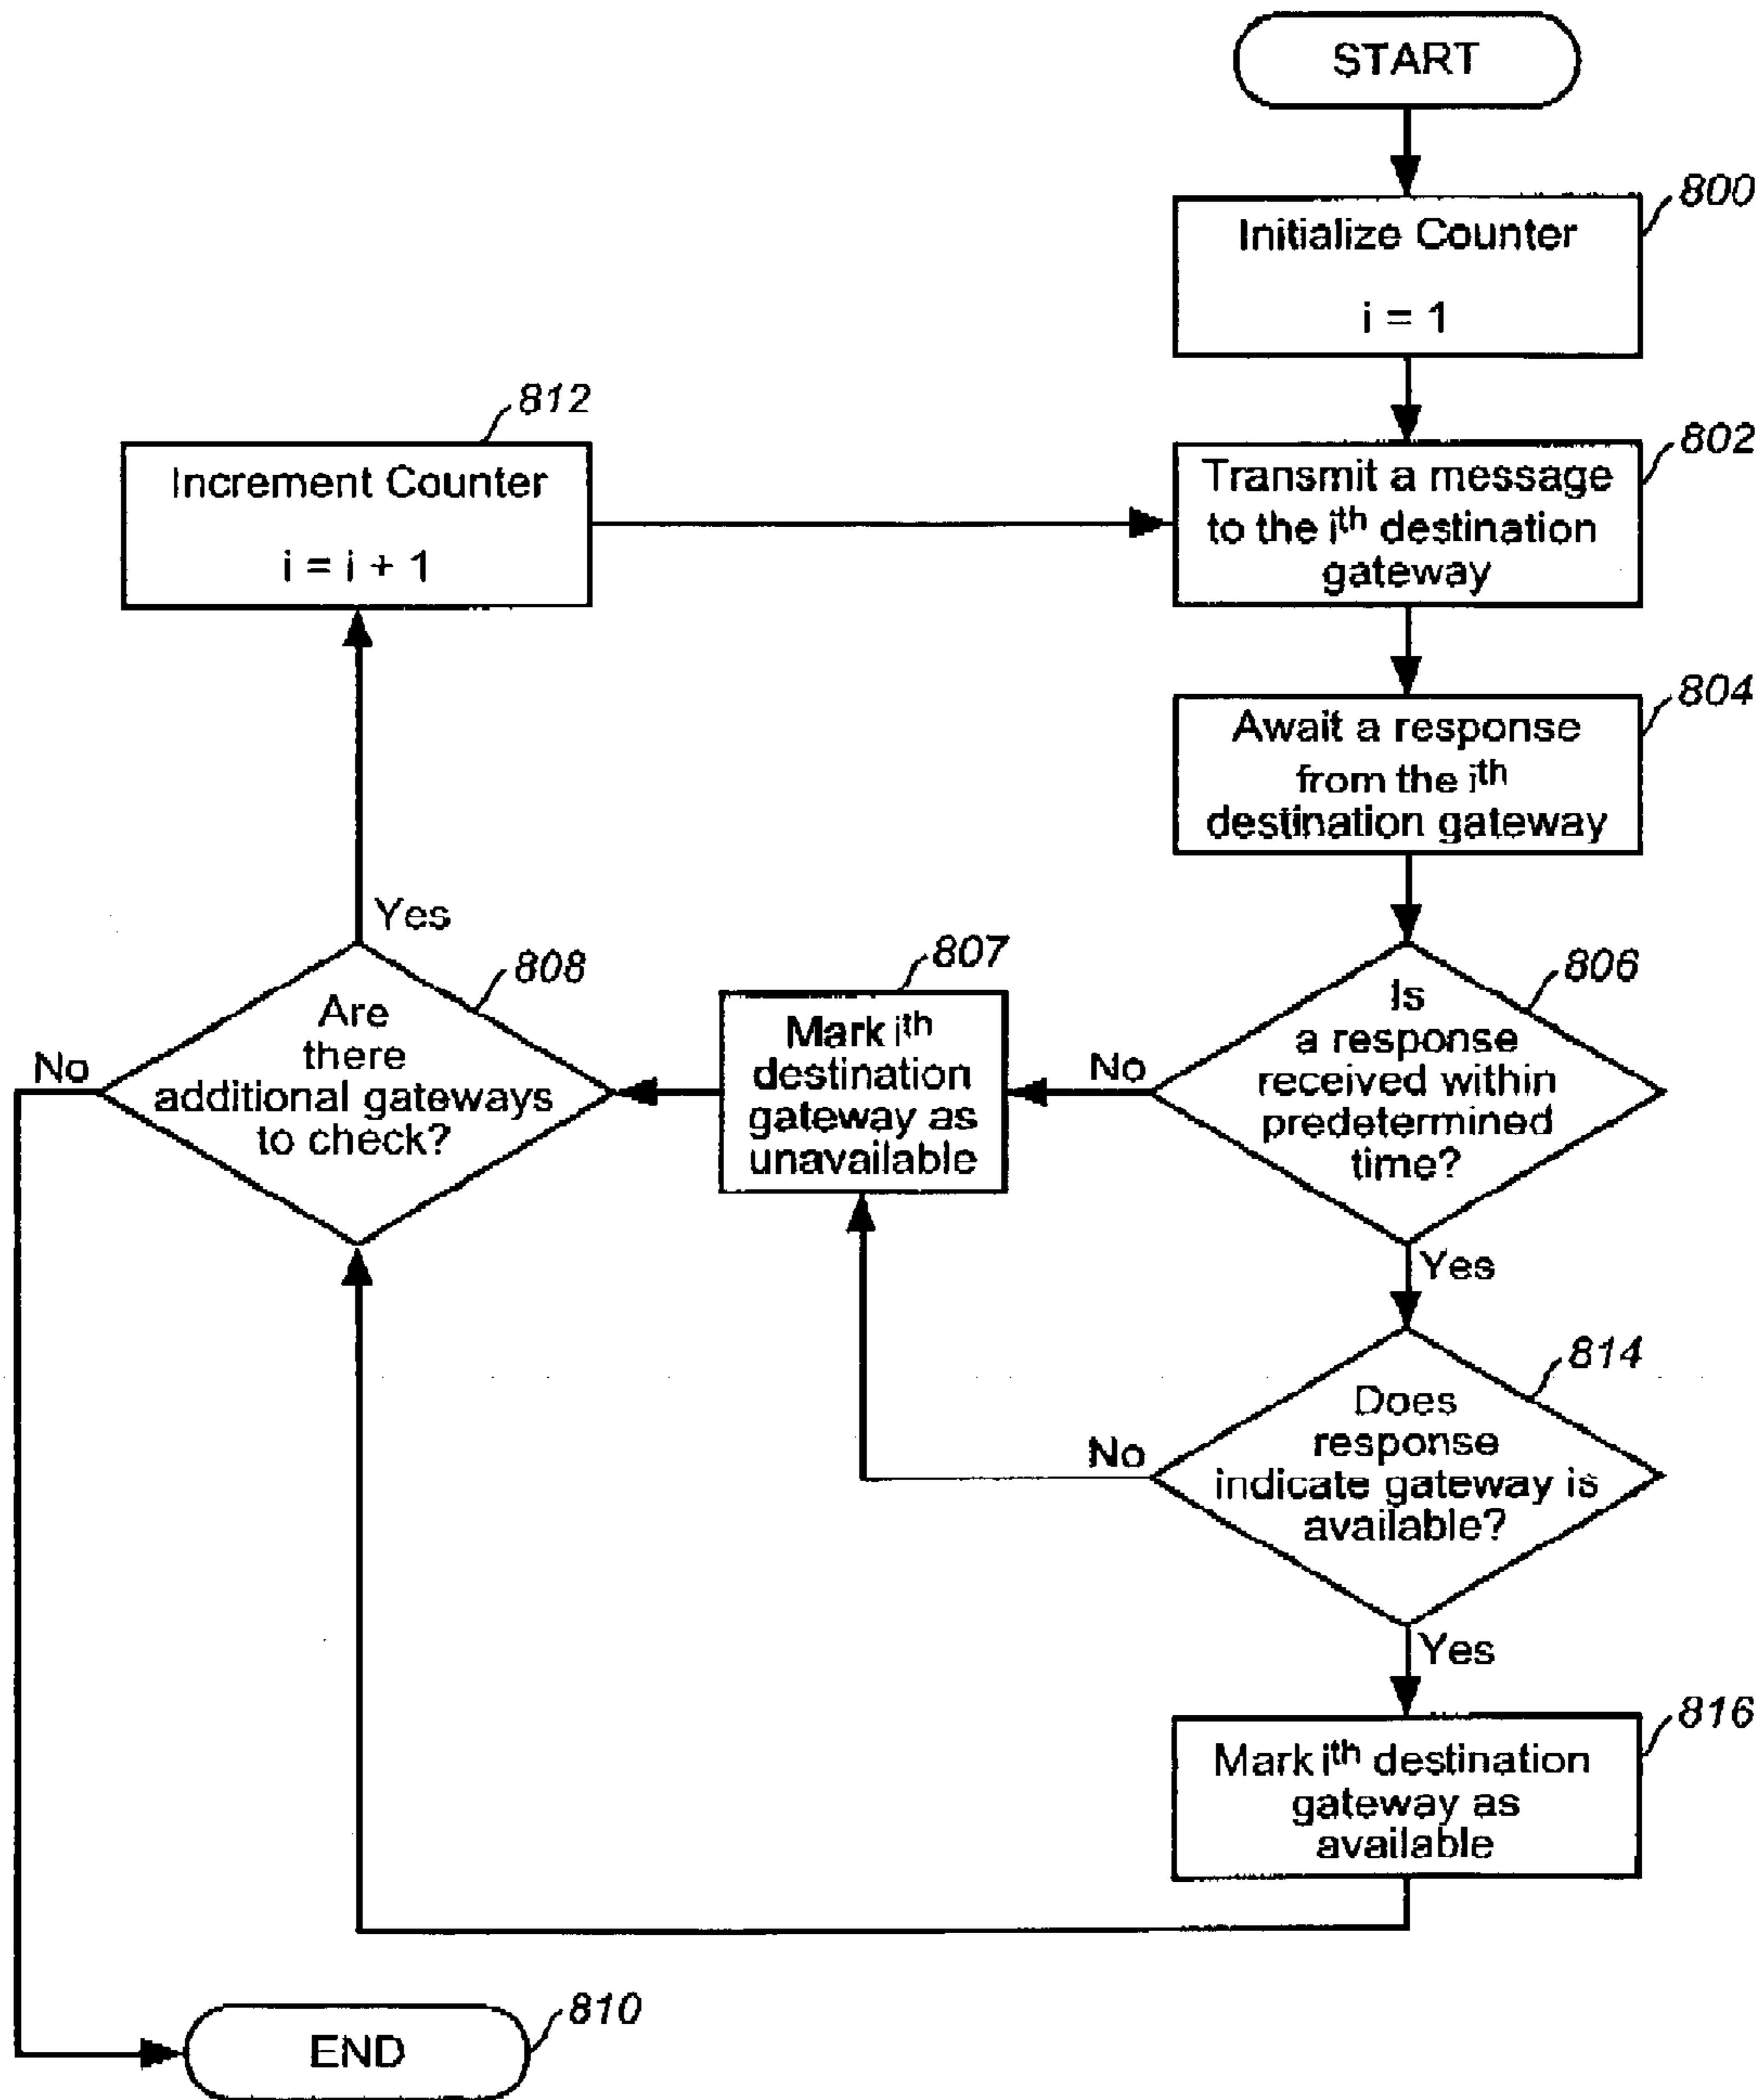 START
800
Initialize Counter
i = 1
812
Increment Counter
i = i + 1
802
Transmit a message
to the ith destination
gateway
804
Await a response
from the ith
destination gateway
806
Is
a response
received within
predetermined
time?
No
Yes
807
Mark ith
destination
gateway as
unavailable
808
Are
there
additional gateways
to check?
Yes
No
814
Does
response
indicate gateway is
available?
No
Yes
816
Mark ith destination
gateway as
available
810
END